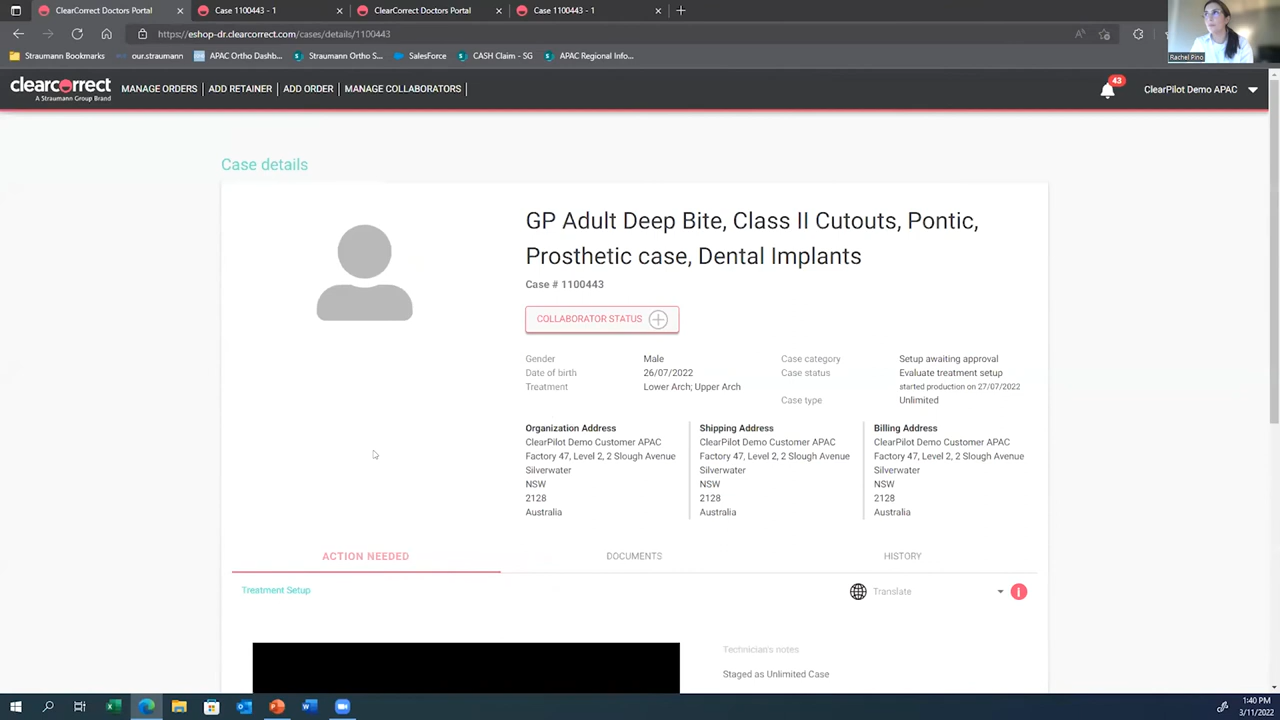 ClearCorrect Doctors Portal
Case 1100443 - 1
ClearCorrect Doctors Portal
Case 1100443 - 1
https://eshop-dr.clearcorrect.com/cases/details/1100443
Straumann Bookmarks
our.straumann
APAC Ortho Dashb...
Straumann Ortho S...
SalesForce
CASH Claim - SG
APAC Regional Info...
Rachel Pino
clearcorrect
A Straumann Group Brand
MANAGE ORDERS
ADD RETAINER
ADD ORDER
MANAGE COLLABORATORS
43
ClearPilot Demo APAC
Case details
GP Adult Deep Bite, Class II Cutouts, Pontic,
Prosthetic case, Dental Implants
Case # 1100443
COLLABORATOR STATUS
Gender Male
Date of birth 26/07/2022
Treatment Lower Arch; Upper Arch
Case category Setup awaiting approval
Case status Evaluate treatment setup
started production on 27/07/2022
Case type Unlimited
Organization Address
ClearPilot Demo Customer APAC
Factory 47, Level 2, 2 Slough Avenue
Silverwater
NSW
2128
Australia
Shipping Address
ClearPilot Demo Customer APAC
Factory 47, Level 2, 2 Slough Avenue
Silverwater
NSW
2128
Australia
Billing Address
ClearPilot Demo Customer APAC
Factory 47, Level 2, 2 Slough Avenue
Silverwater
NSW
2128
Australia
ACTION NEEDED
DOCUMENTS
HISTORY
Treatment Setup
Translate
Technician's notes
Staged as Unlimited Case
1:40 PM
3/11/2022